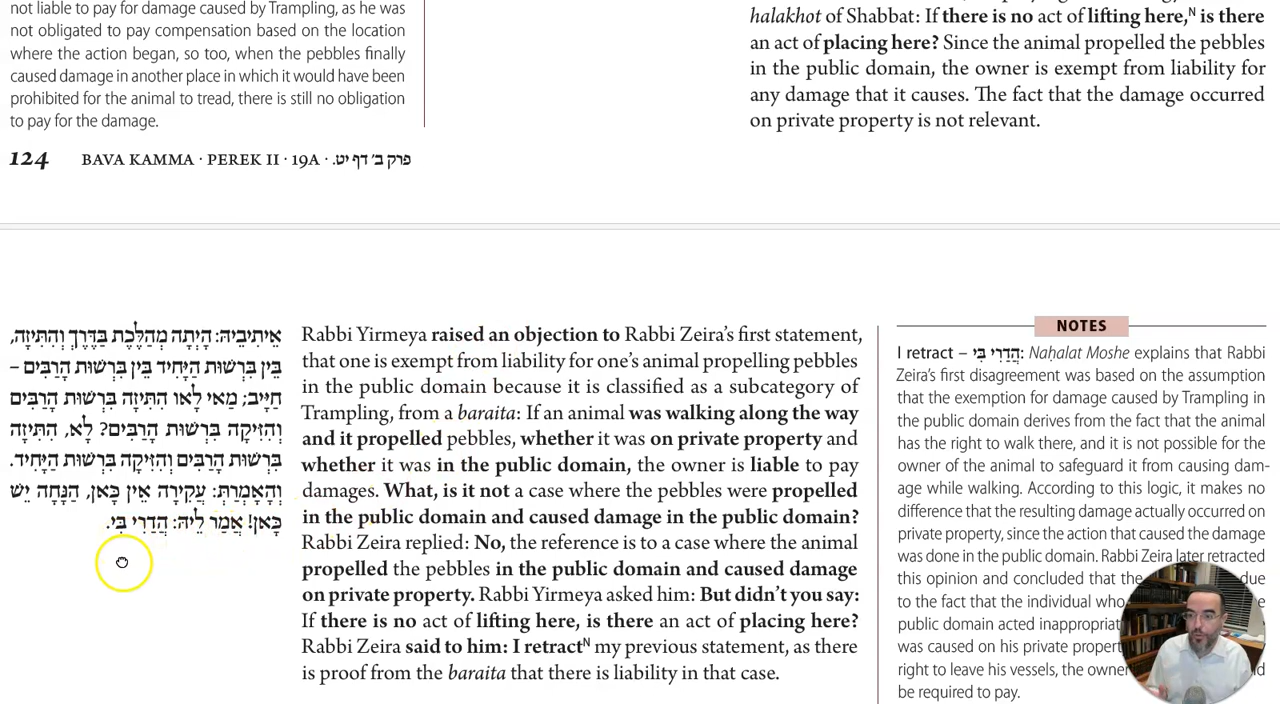 not liable to pay for damage caused by Trampling, as he was
not obligated to pay compensation based on the location
where the action began, so too, when the pebbles finally
caused damage in another place in which it would have been
prohibited for the animal to tread, there is still no obligation
to pay for the damage.
124 BAVA KAMMA · PEREK II · 19A · פרק ב׳ דף יט.
halakhot of Shabbat: If there is no act of lifting here,ᴺ is there
an act of placing here? Since the animal propelled the pebbles
in the public domain, the owner is exempt from liability for
any damage that it causes. The fact that the damage occurred
on private property is not relevant.
אֵיתִיבֵיהּ: הָיְתָה מְהַלֶּכֶת בַּדֶּרֶךְ וְהִתִּיזָה,
בֵּין בִּרְשׁוּת הַיָּחִיד בֵּין בִּרְשׁוּת הָרַבִּים –
חַיָּיב; מַאי לָאו הִתִּיזָה בִּרְשׁוּת הָרַבִּים
וְהִזִּיקָה בִּרְשׁוּת הָרַבִּים? לָא, הִתִּיזָה
בִּרְשׁוּת הָרַבִּים וְהִזִּיקָה בִּרְשׁוּת הַיָּחִיד.
וְהָאָמְרַתְּ: עֲקִירָה אֵין כָּאן, הַנָּחָה יֵשׁ
כָּאן! אֲמַר לֵיהּ: הֲדַרִי בִּי.
Rabbi Yirmeya raised an objection to Rabbi Zeira's first statement,
that one is exempt from liability for one's animal propelling pebbles
in the public domain because it is classified as a subcategory of
Trampling, from a baraita: If an animal was walking along the way
and it propelled pebbles, whether it was on private property and
whether it was in the public domain, the owner is liable to pay
damages. What, is it not a case where the pebbles were propelled
in the public domain and caused damage in the public domain?
Rabbi Zeira replied: No, the reference is to a case where the animal
propelled the pebbles in the public domain and caused damage
on private property. Rabbi Yirmeya asked him: But didn't you say:
If there is no act of lifting here, is there an act of placing here?
Rabbi Zeira said to him: I retractᴺ my previous statement, as there
is proof from the baraita that there is liability in that case.
NOTES
I retract – הֲדַרִי בִּי: Naḥalat Moshe explains that Rabbi
Zeira's first disagreement was based on the assumption
that the exemption for damage caused by Trampling in
the public domain derives from the fact that the animal
has the right to walk there, and it is not possible for the
owner of the animal to safeguard it from causing dam-
age while walking. According to this logic, it makes no
difference that the resulting damage actually occurred on
private property, since the action that caused the damage
was done in the public domain. Rabbi Zeira later retracted
this opinion and concluded that the due
to the fact that the individual who
public domain acted
was caused on his private
right to leave his vessels, the
be required to pay.